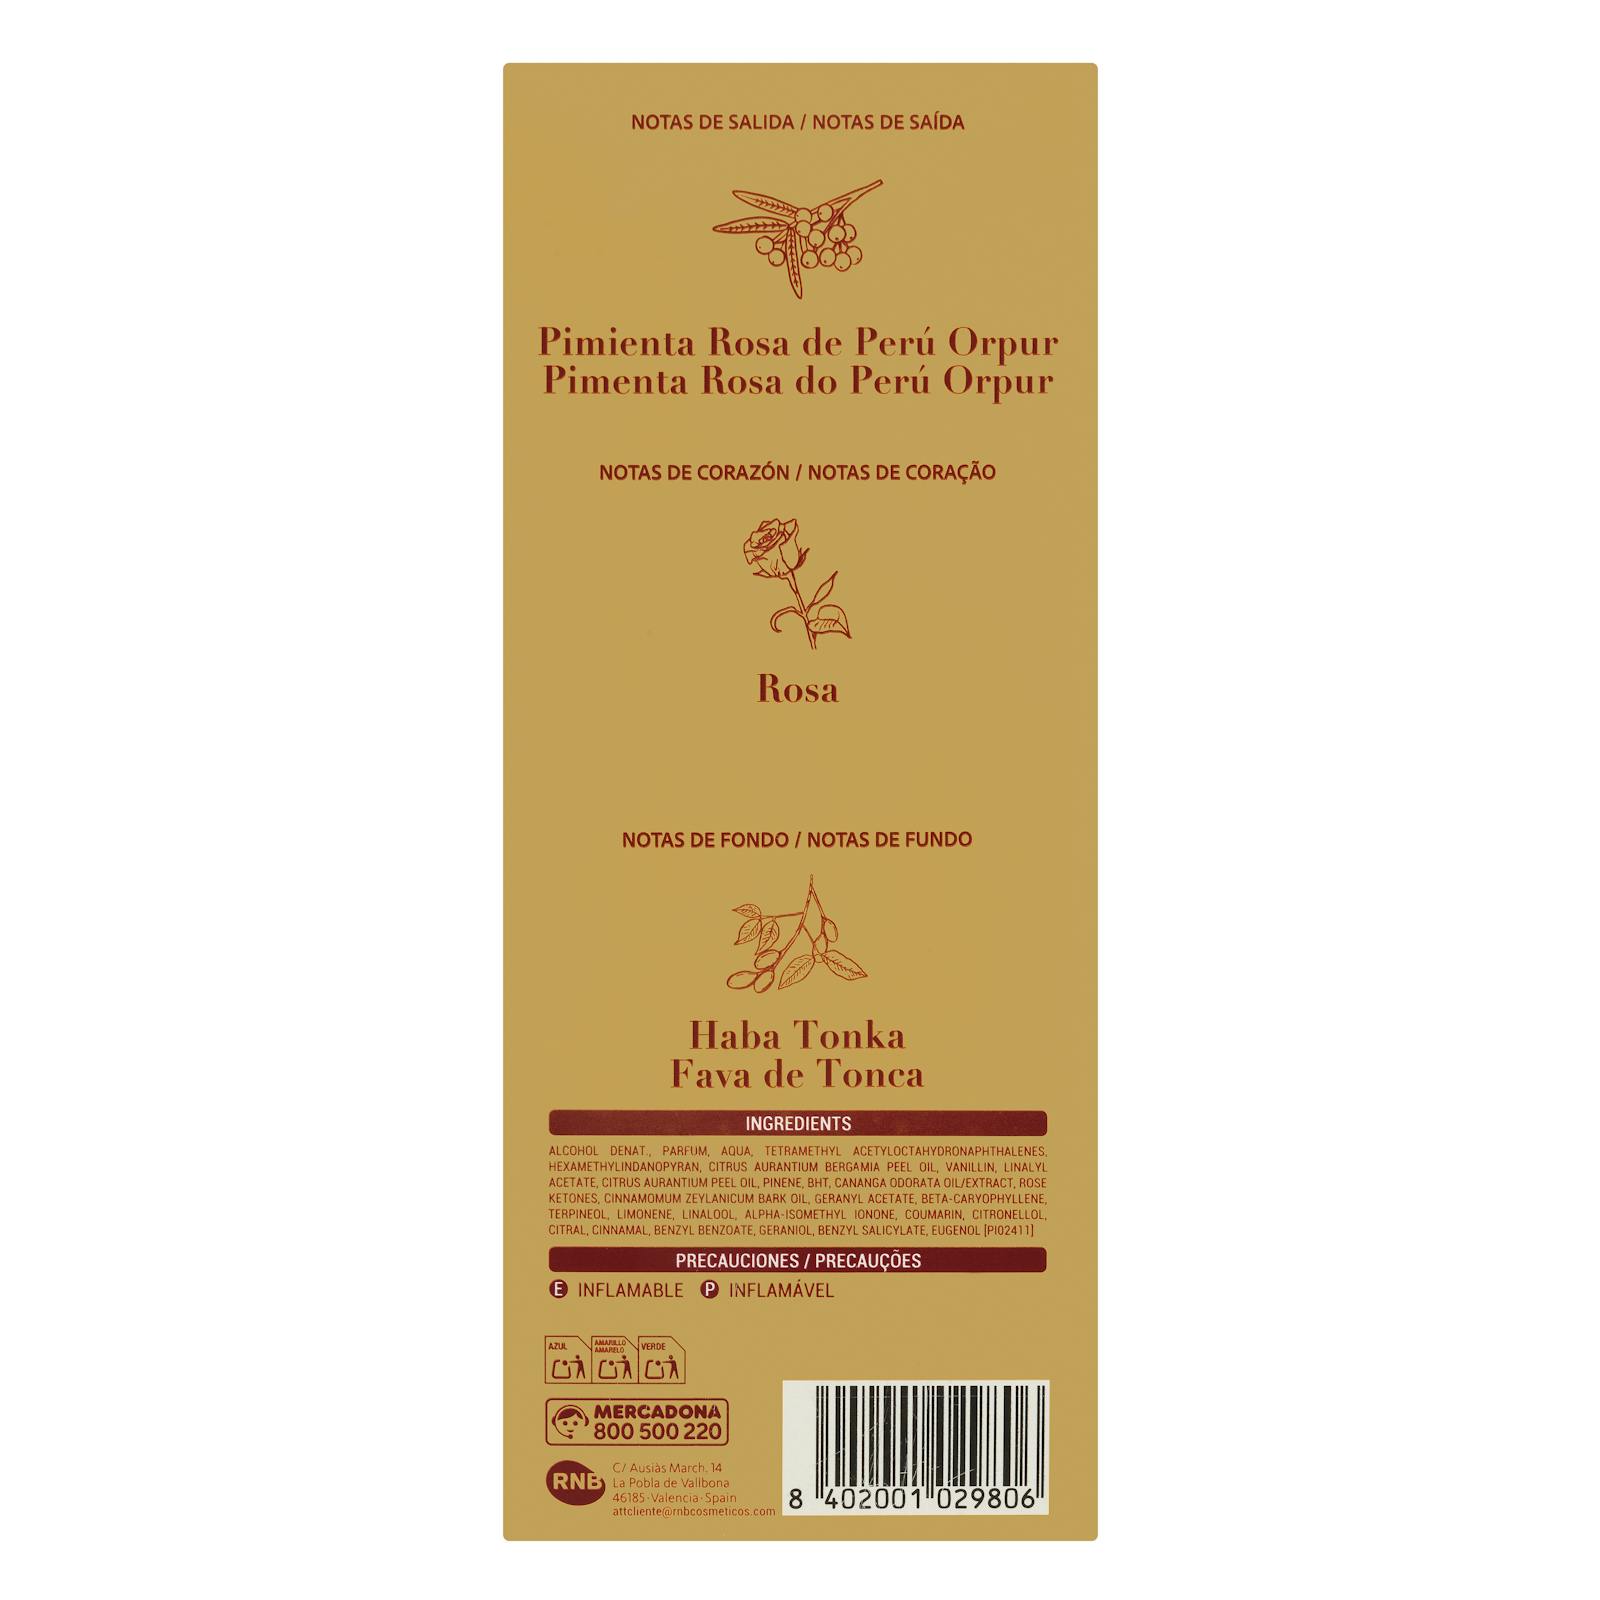 NOTAS DE SALIDA / NOTAS DE SAÍDA
Pimienta Rosa de Perú Orpur
Pimenta Rosa do Perú Orpur
NOTAS DE CORAZÓN / NOTAS DE CORAÇÃO
Rosa
NOTAS DE FONDO / NOTAS DE FUNDO
Haba Tonka
Fava de Tonca
INGREDIENTS
ALCOHOL DENAT., PARFUM, AQUA, TETRAMETHYL ACETYLOCTAHYDRONAPHTHALENES,
HEXAMETHYLINDANOPYRAN, CITRUS AURANTIUM BERGAMIA PEEL OIL, VANILLIN, LINALYL
ACETATE, CITRUS AURANTIUM PEEL OIL, PINENE, BHT, CANANGA ODORATA OIL/EXTRACT, ROSE
KETONES, CINNAMOMUM ZEYLANICUM BARK OIL, GERANYL ACETATE, BETA-CARYOPHYLLENE,
TERPINEOL, LIMONENE, LINALOOL, ALPHA-ISOMETHYL IONONE, COUMARIN, CITRONELLOL,
CITRAL, CINNAMAL, BENZYL BENZOATE, GERANIOL, BENZYL SALICYLATE, EUGENOL [PI02411]
PRECAUCIONES / PRECAUÇÕES
E INFLAMABLE P INFLAMÁVEL
AZUL AMARILLO VERDE
AMARELO
MERCADONA
800 500 220
RNB
C/ Ausiàs March, 14
La Pobla de Vallbona
46185 · Valencia · Spain
attcliente@rnbcosmeticos.com
8 402001 029806